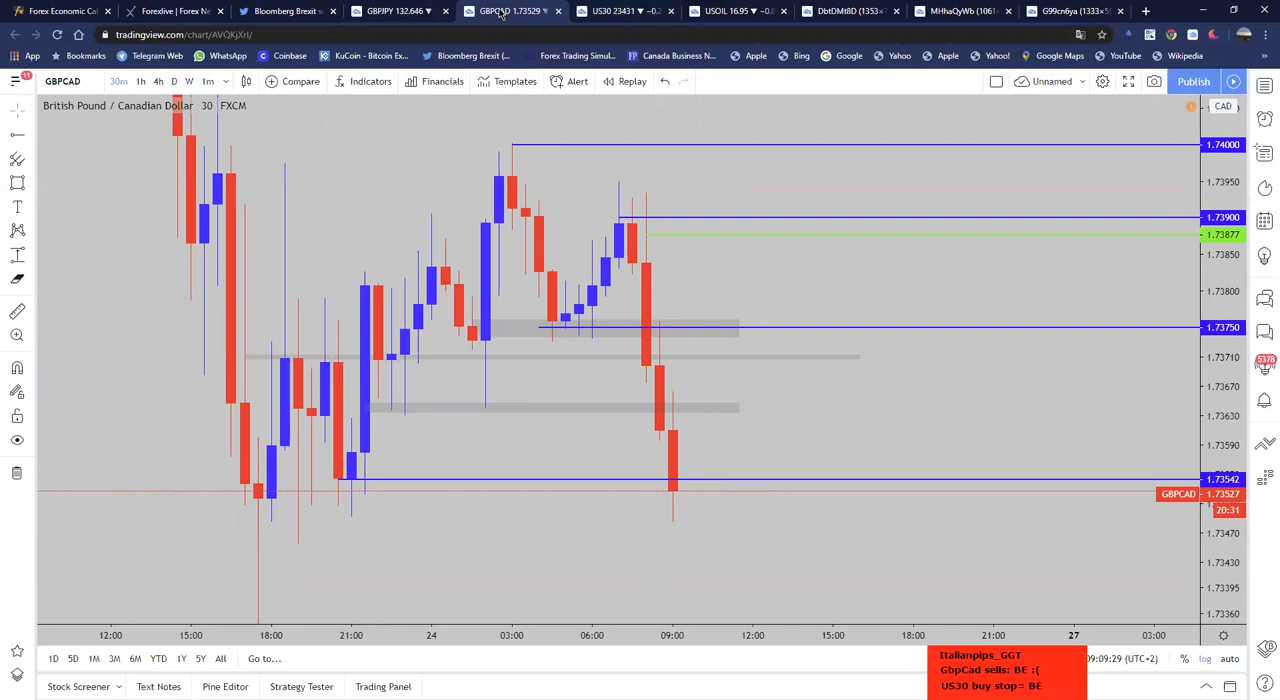 Forex Economic Cal
Forexlive | Forex Ne
Bloomberg Brexit s
GBPJPY 132.646 ▼
GBPCAD 1.73529 ▼
US30 23431 ▼ −0.
USOIL 16.95 ▼ −0.
DbtDMt8D (1353×
MHhaQyWb (1061
G99cn6ya (1333×5
tradingview.com/chart/AVQKjXrI/
Apps
Bookmarks
Telegram Web
WhatsApp
Coinbase
KuCoin - Bitcoin Ex...
Bloomberg Brexit (...
Forex Trading Simul...
Canada Business N...
Apple
Bing
Google
Yahoo
Apple
Yahoo!
Google Maps
YouTube
Wikipedia
»
11
GBPCAD
30m 1h 4h D W 1m
Compare
Indicators
Financials
Templates
Alert
Replay
Unnamed
Publish
British Pound / Canadian Dollar 30 FXCM
CAD
1.74000
1.73950
1.73900
1.73877
1.73850
1.73800
1.73750
1.73710
1.73670
1.73630
1.73590
1.73542
GBPCAD 1.73527
20:31
1.73470
1.73430
1.73395
1.73360
5378
12:00 15:00 18:00 21:00 24 03:00 06:00 09:00 12:00 15:00 18:00 21:00 27 03:00
1D 5D 1M 3M 6M YTD 1Y 5Y All Go to...
09:09:29 (UTC+2) % log auto
Italianpips_GGT
GbpCad sells: BE :(
US30 buy stop= BE
Stock Screener
Text Notes
Pine Editor
Strategy Tester
Trading Panel